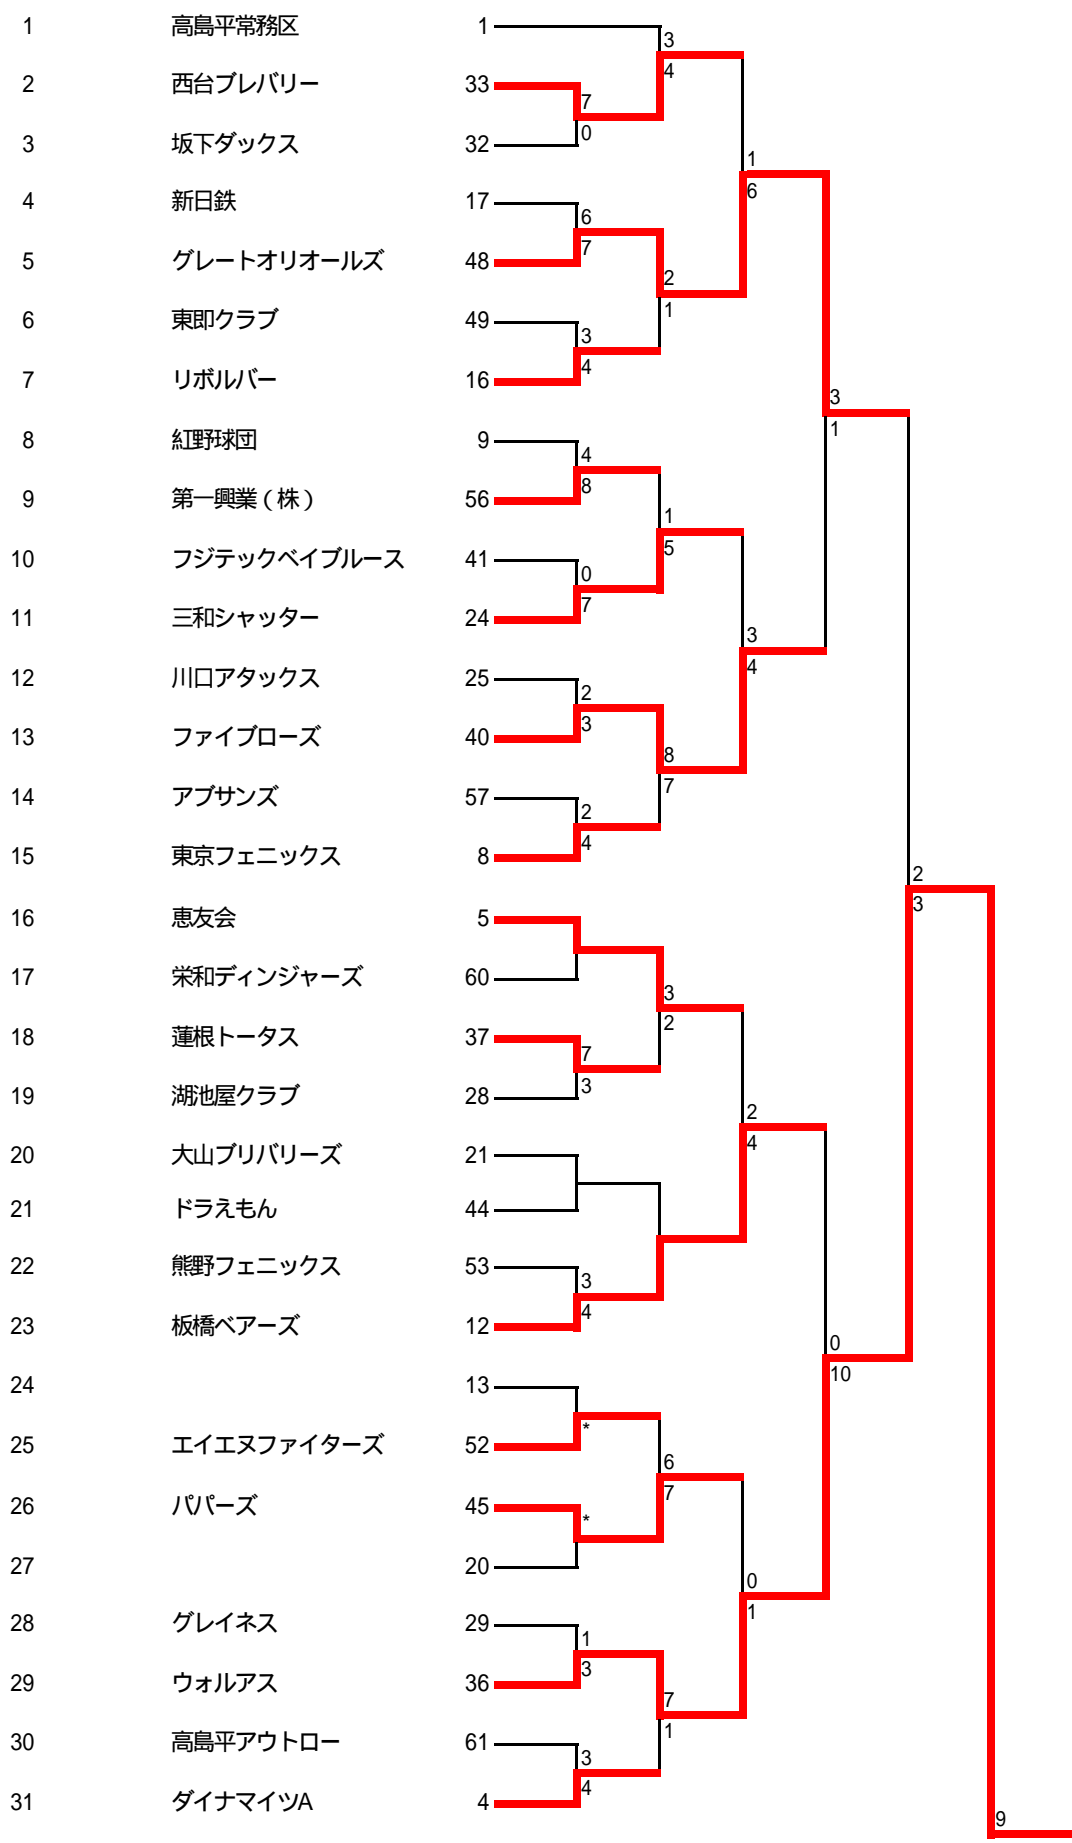 1 高島平常務区 1
3
2 西台ブレバリー 33
4
7
3 坂下ダックス 32
0
1
4 新日鉄 17
6
6
5 グレートオリオールズ 48
7
2
6 東即クラブ 49
1
3
7 リボルバー 16
4
3
8 紅野球団 9
1
4
9 第一興業(株) 56
8
1
10 フジテックベイブルース 41
5
0
11 三和シャッター 24
7
3
12 川口アタックス 25
4
2
13 ファイブローズ 40
3
8
14 アブサンズ 57
7
2
15 東京フェニックス 8
4
2
16 恵友会 5
3
17 栄和ディンジャーズ 60
3
18 蓮根トータス 37
2
7
19 湖池屋クラブ 28
3
2
20 大山ブリバリーズ 21
4
21 ドラえもん 44
22 熊野フェニックス 53
3
23 板橋ベアーズ 12
4
0
24 13
10
25 エイエヌファイターズ 52
*
6
26 パパーズ 45
7
*
27 20
0
28 グレイネス 29
1
1
29 ウォルアス 36
3
7
30 高島平アウトロー 61
1
3
31 ダイナマイツA 4
4
9